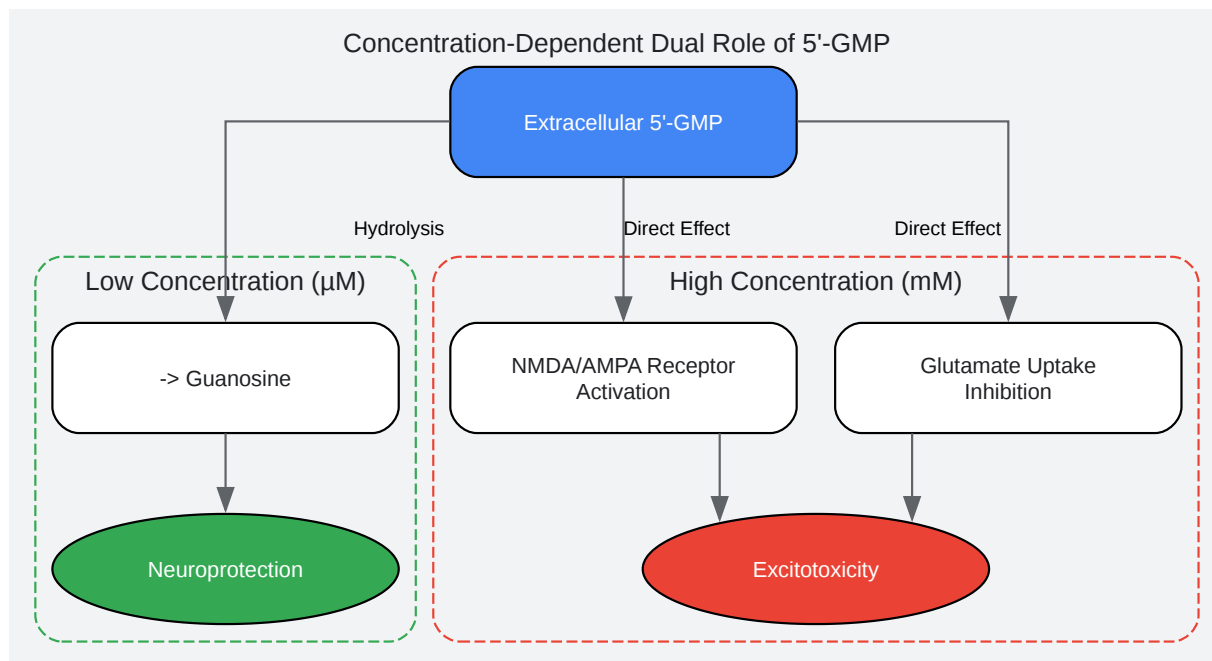 Concentration-Dependent Dual Role of 5'-GMP
Extracellular 5'-GMP
Hydrolysis
Direct Effect
Direct Effect
Low Concentration (µM)
High Concentration (mM)
-> Guanosine
NMDA/AMPA Receptor
Activation
Glutamate Uptake
Inhibition
Neuroprotection
Excitotoxicity